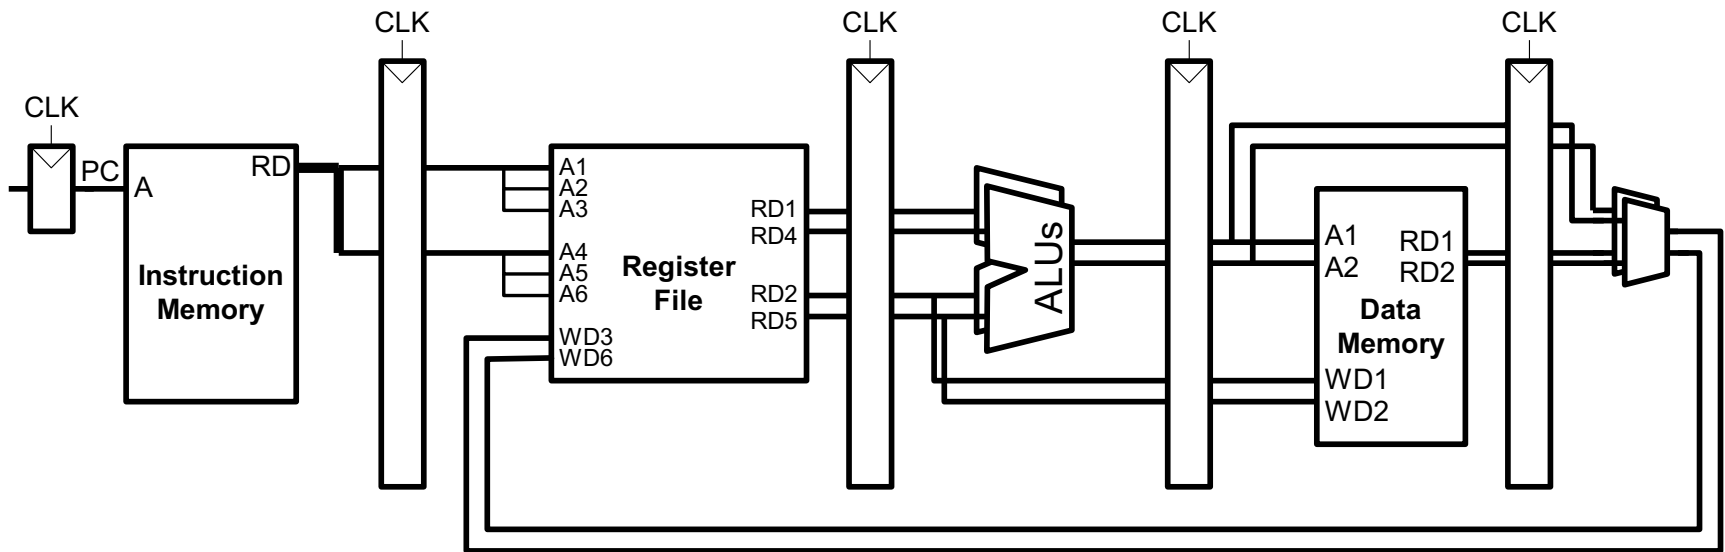 CLK
CLK
CLK
CLK
CLK
PC
A
RD
Instruction
Memory
A1
A2
A3
A4
A5
A6
WD3
WD6
Register
File
RD1
RD4
RD2
RD5
ALUs
A1
A2
RD1
RD2
Data
Memory
WD1
WD2